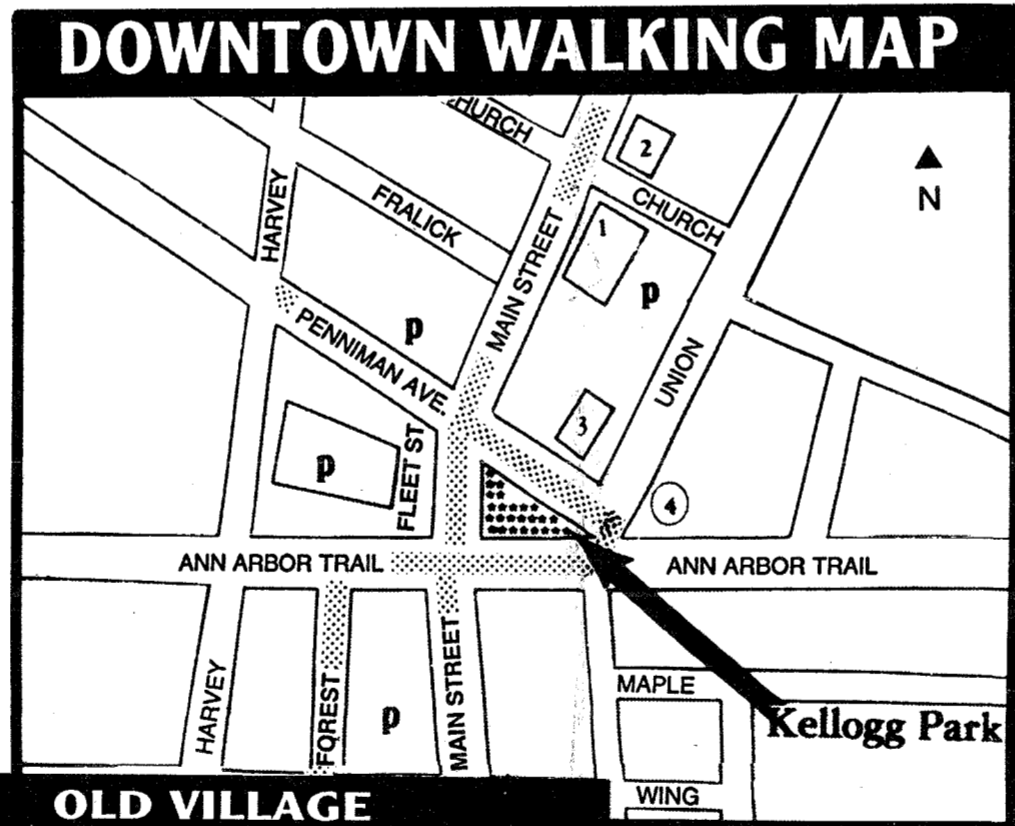 DOWNTOWN WALKING MAP
CHURCH
2
N
HARVEY
FRALICK
CHURCH
1
MAIN STREET
p
PENNIMAN AVE.
p
UNION
3
p
FLEET ST
4
ANN ARBOR TRAIL
ANN ARBOR TRAIL
HARVEY
FOREST
p
MAIN STREET
MAPLE
Kellogg Park
WING
OLD VILLAGE